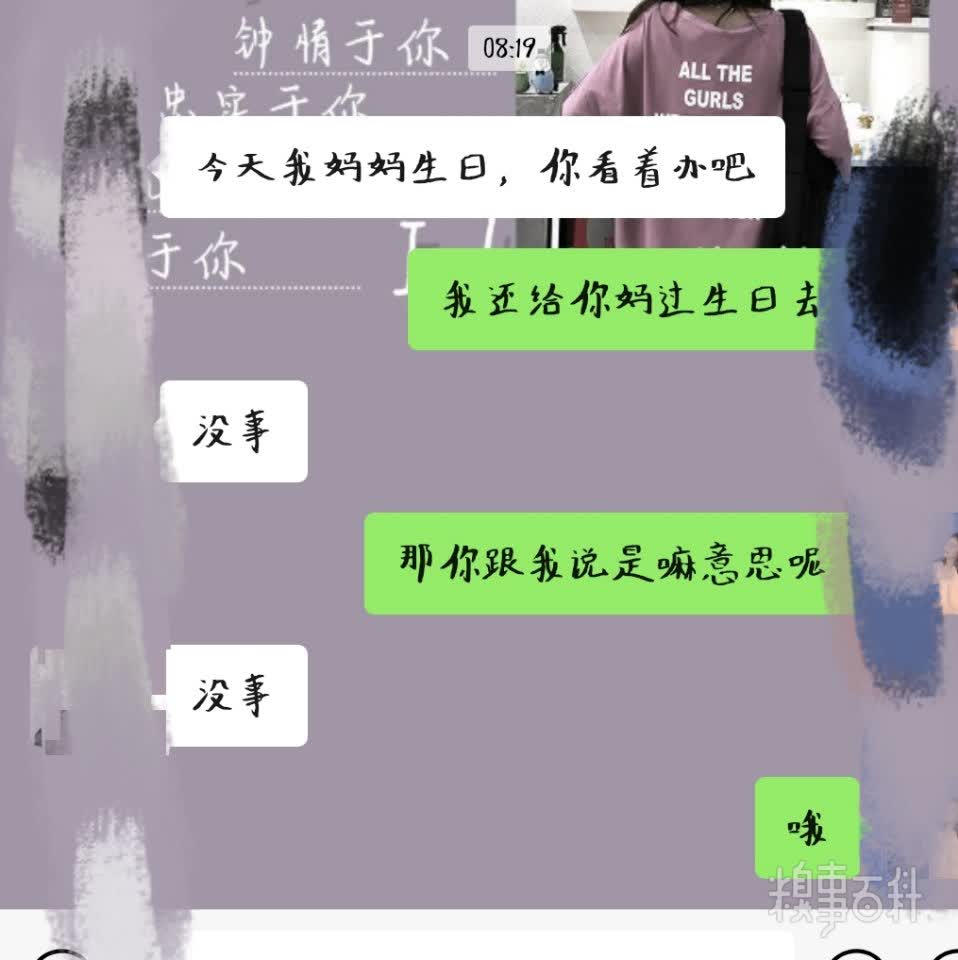 钟情于你
08:19
忠实于你
ALL THE
GURLS
今天我妈妈生日，你看着办吧
于你
我还给你妈过生日去
没事
那你跟我说是嘛意思呢
没事
哦
糗事百科